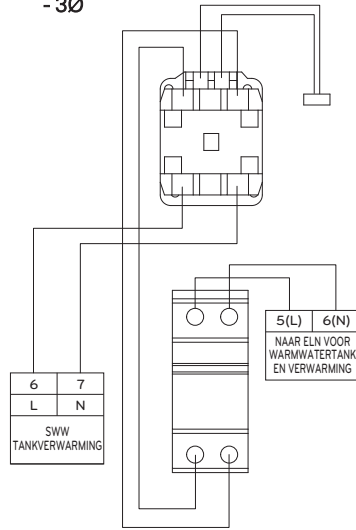 - 3Ø
5(L) 6(N)
NAAR ELN VOOR
WARMWATERTANK
EN VERWARMING
6 7
L N
SWW
TANKVERWARMING